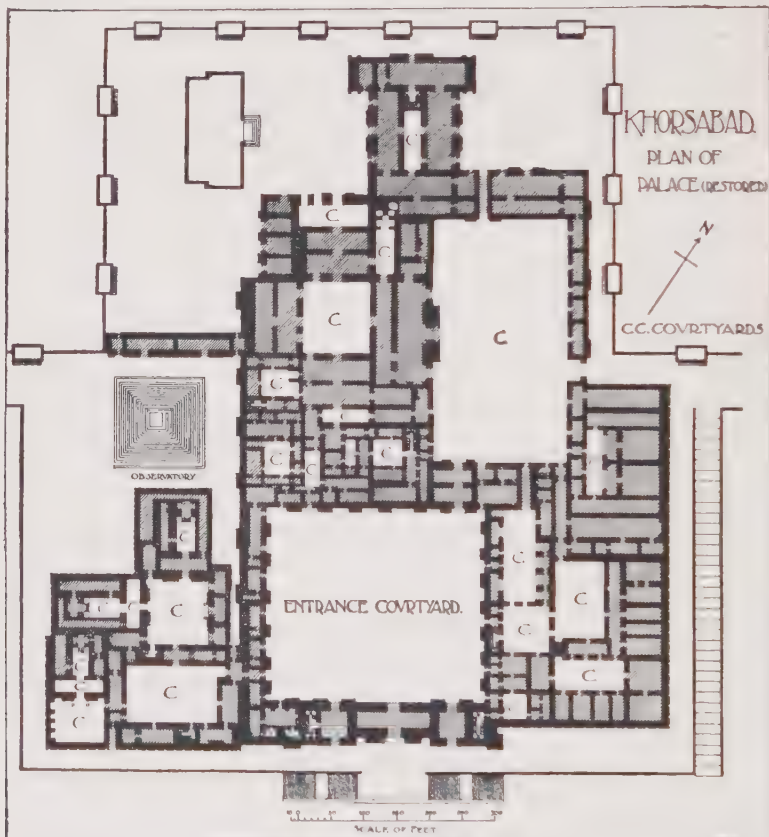 KHORSABAD.
PLAN OF
PALACE (RESTORED)
N
C.C. COVRTYARDS
C
C.
C
C
C.
C
C
C
C
OBSERVATORY
C
C
ENTRANCE COVRTYARD.
C
C
C
C
C
C
C
C
C
C
SCALE OF FEET